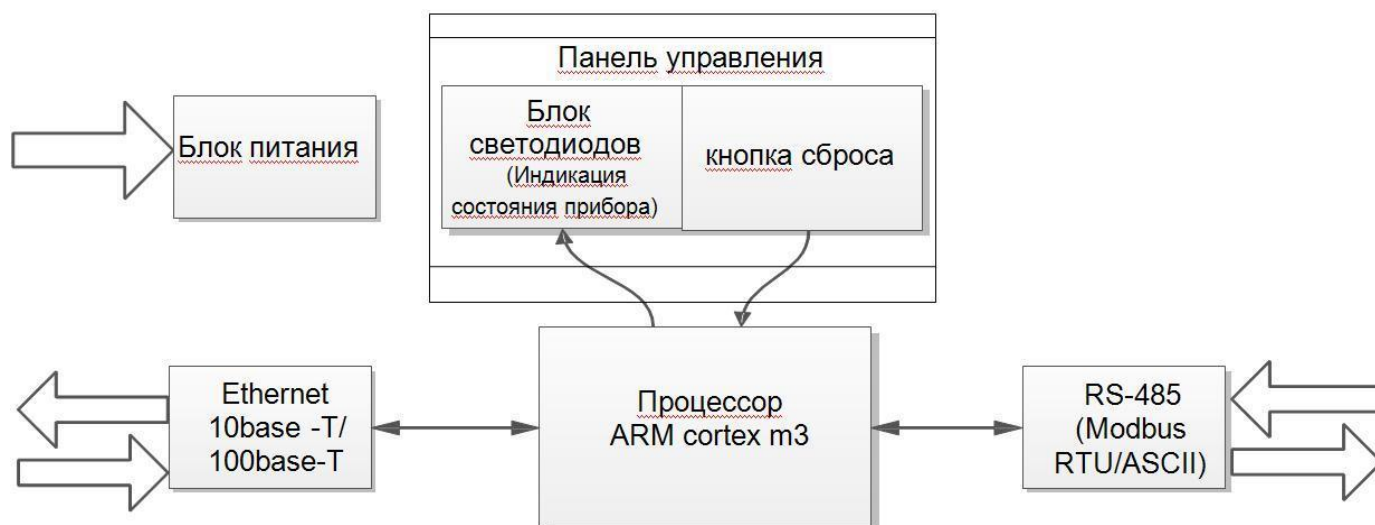 Панель управления
Блок питания
Блок
светодиодов
(Индикация
состояния прибора)
кнопка сброса
Ethernet
10base -T/
100base-T
Процессор
ARM cortex m3
RS-485
(Modbus
RTU/ASCII)